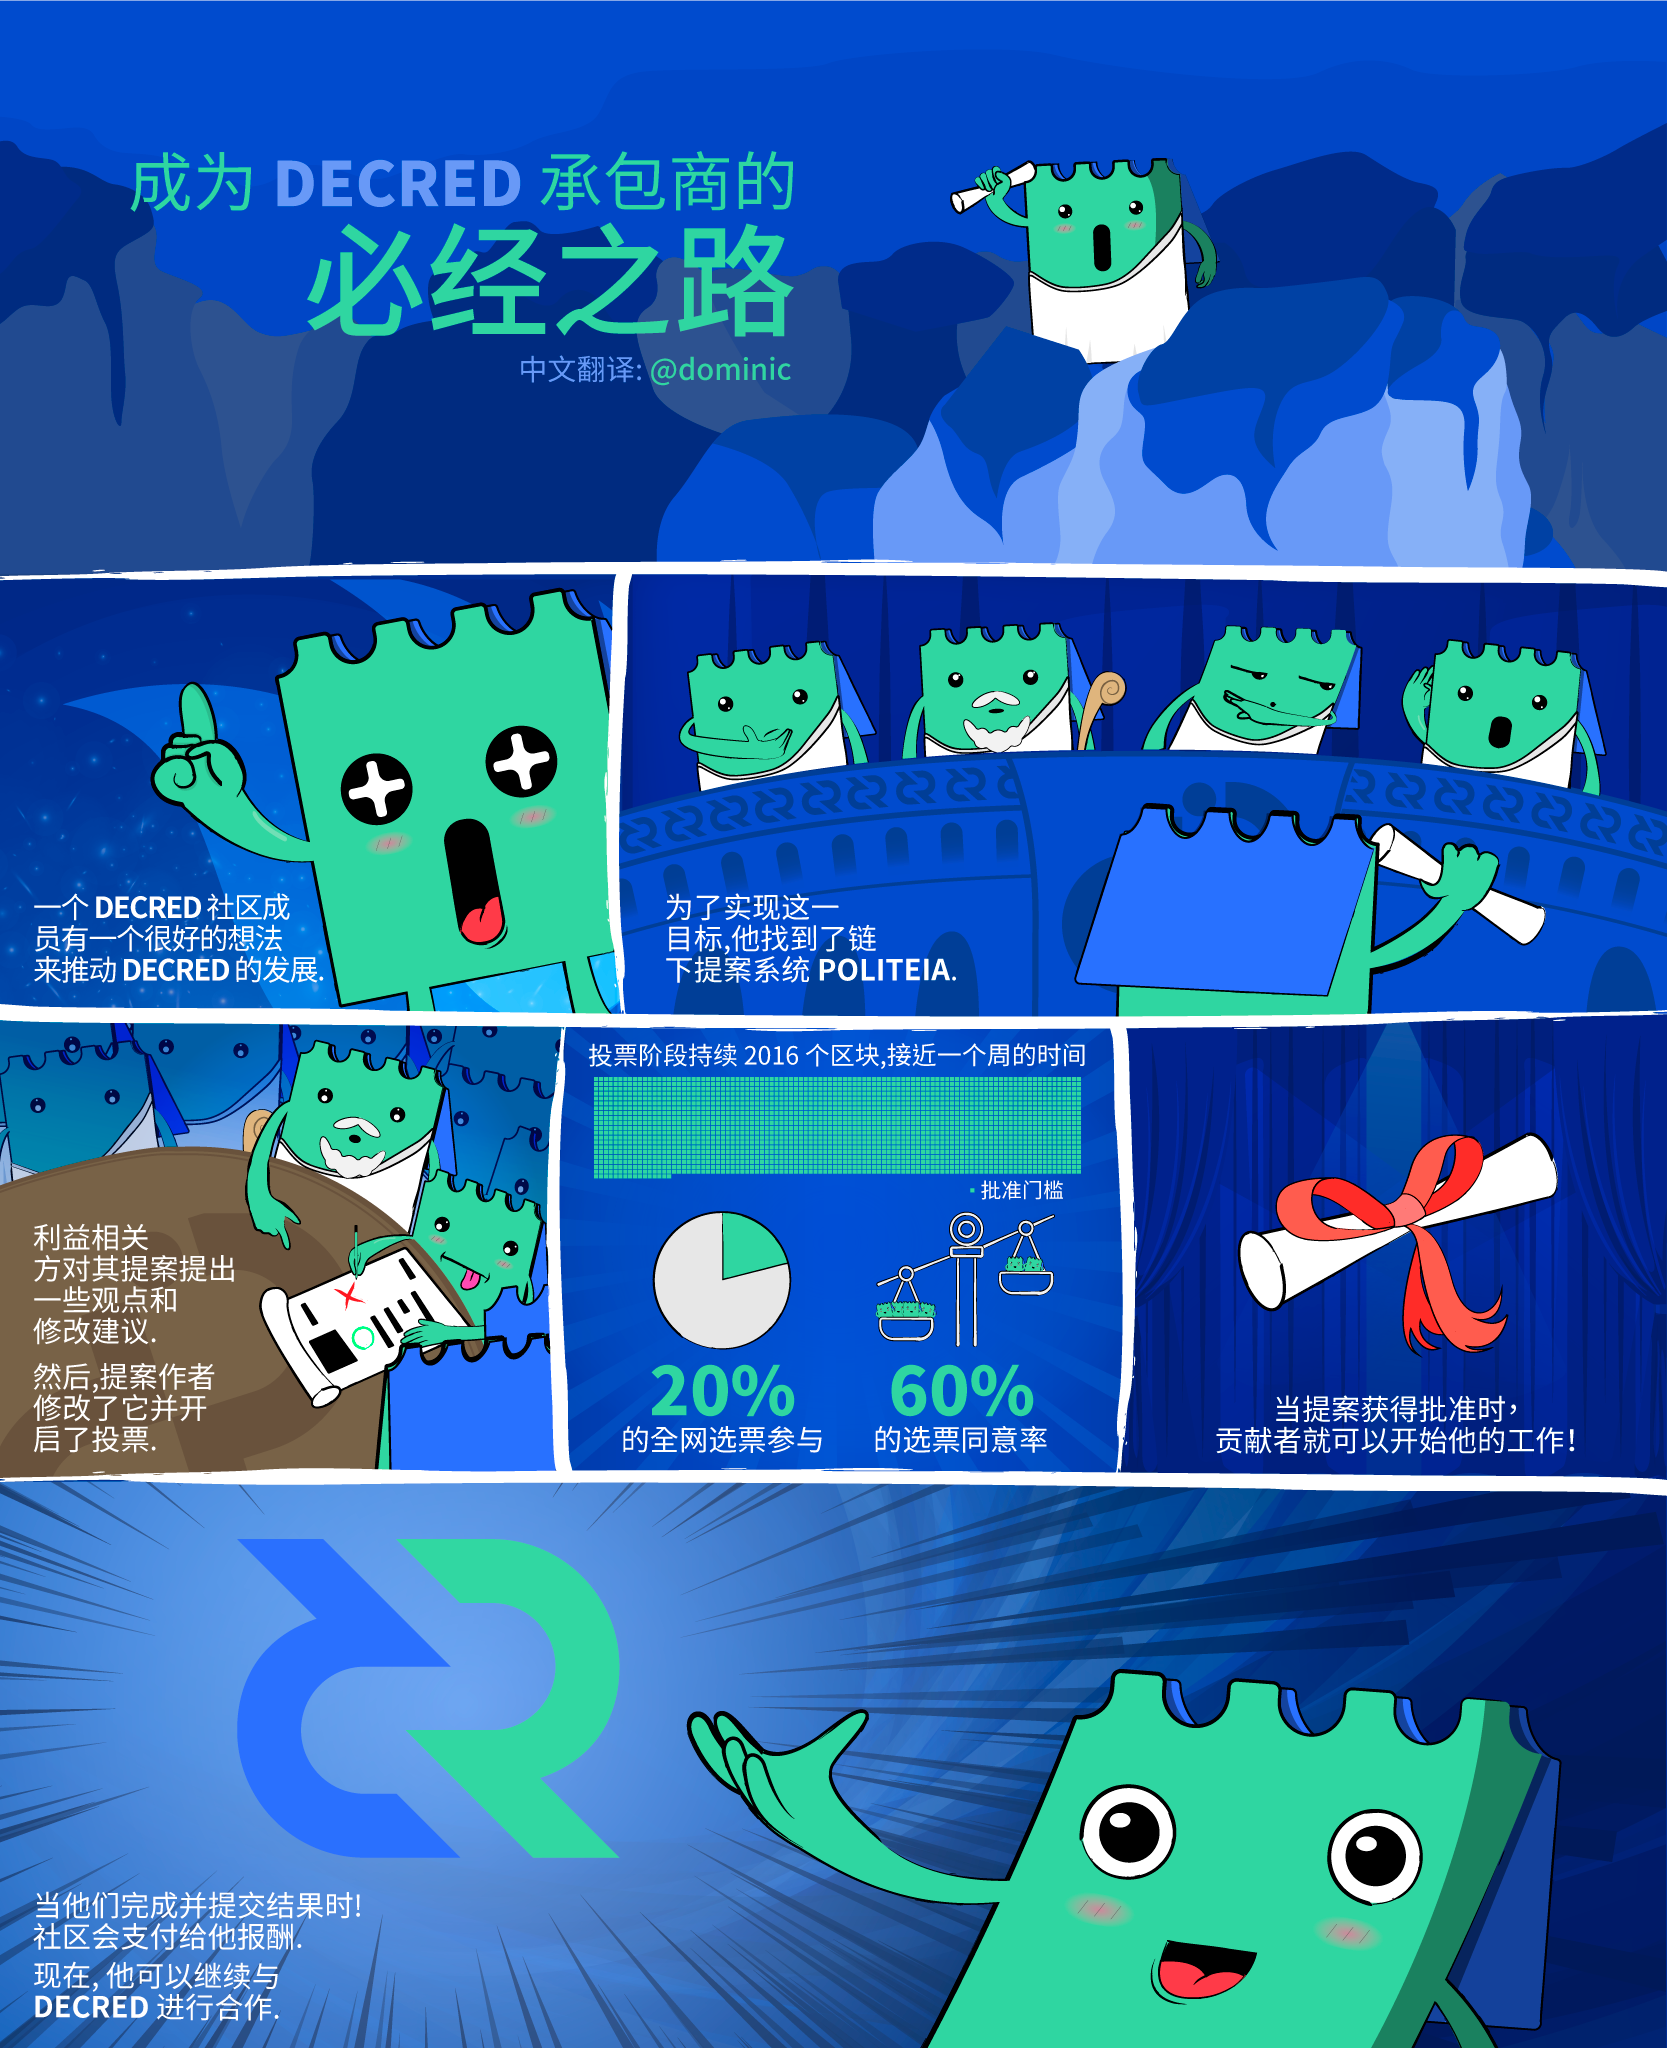 成为 DECRED 承包商的
必经之路
中文翻译: @dominic
一个 DECRED 社区成
员有一个很好的想法
来推动 DECRED 的发展.
为了实现这一
目标,他找到了链
下提案系统 POLITEIA.
利益相关
方对其提案提出
一些观点和
修改建议.
然后,提案作者
修改了它并开
启了投票.
投票阶段持续 2016 个区块,接近一个周的时间
批准门槛
20%
的全网选票参与
60%
的选票同意率
当提案获得批准时，
贡献者就可以开始他的工作！
当他们完成并提交结果时!
社区会支付给他报酬.
现在, 他可以继续与
DECRED 进行合作.